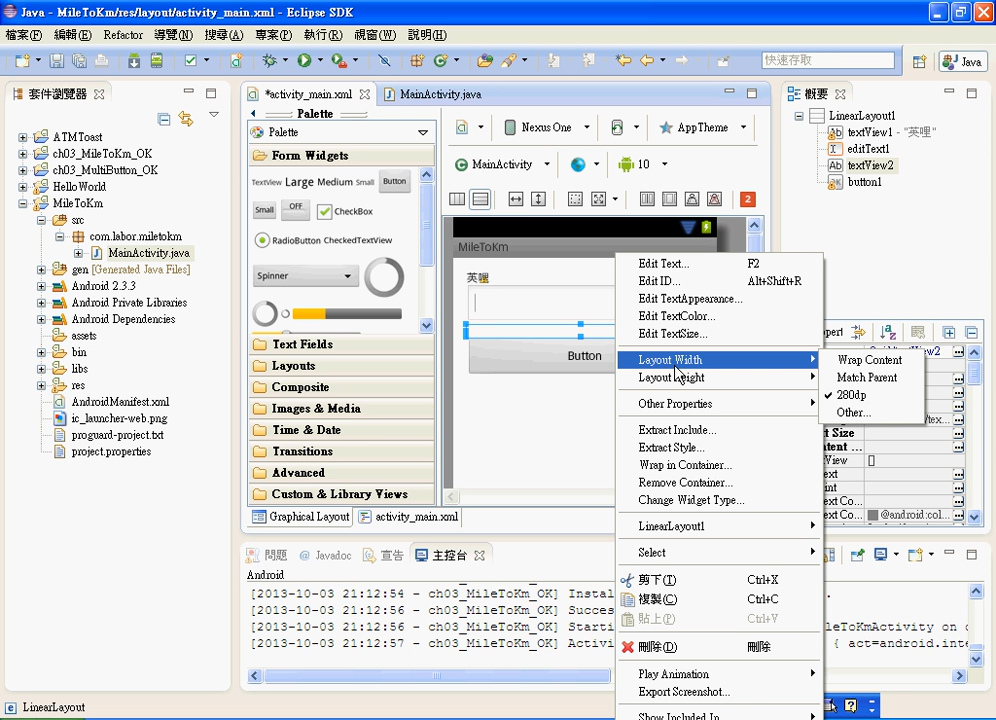 Java - MileToKm/res/layout/activity_main.xml - Eclipse SDK
檔案(F) 編輯(E) Refactor 導覽(N) 搜尋(A) 專案(P) 執行(R) 視窗(W) 說明(H)
快速存取
Java
套件瀏覽器
ATMToast
ch03_MileToKm_OK
ch03_MultiButton_OK
HelloWorld
MileToKm
src
com.labor.miletokm
MainActivity.java
gen [Generated Java Files]
Android 2.3.3
Android Private Libraries
Android Dependencies
assets
bin
libs
res
AndroidManifest.xml
ic_launcher-web.png
proguard-project.txt
project.properties
*activity_main.xml
MainActivity.java
Palette
Palette
Form Widgets
TextView Large Medium Small Button
Small OFF CheckBox
RadioButton CheckedTextView
Spinner
Text Fields
Layouts
Composite
Images & Media
Time & Date
Transitions
Advanced
Custom & Library Views
Graphical Layout activity_main.xml
Nexus One AppTheme
MainActivity 10
2
MileToKm
英哩
Button
Edit Text... F2
Edit ID... Alt+Shift+R
Edit TextAppearance...
Edit TextColor...
Edit TextSize...
Layout Width
Layout Height
Other Properties
Extract Include...
Extract Style...
Wrap in Container...
Remove Container...
Change Widget Type...
LinearLayout1
Select
剪下(T) Ctrl+X
複製(C) Ctrl+C
貼上(P) Ctrl+V
刪除(D) 刪除
Play Animation
Export Screenshot...
Show Included In
Wrap Content
Match Parent
280dp
Other...
概要
LinearLayout1
textView1 - "英哩"
editText1
textView2
button1
@android:col...
問題 @ Javadoc 宣告 主控台
Android
[2013-10-03 21:12:54 - ch03_MileToKm_OK] Instal
[2013-10-03 21:12:56 - ch03_MileToKm_OK] Succes
[2013-10-03 21:12:56 - ch03_MileToKm_OK] Starti
[2013-10-03 21:12:57 - ch03_MileToKm_OK] Activi
LinearLayout